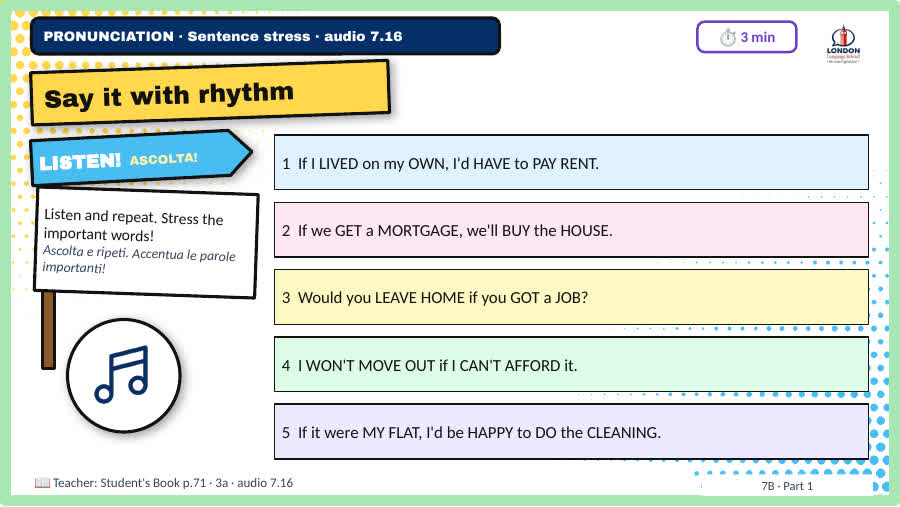 PRONUNCIATION · Sentence stress · audio 7.16
⏱️ 3 min
LONDON
Language School
Say it with rhythm
LISTEN! ASCOLTA!
Listen and repeat. Stress the
important words!
Ascolta e ripeti. Accentua le parole
importanti!
1 If I LIVED on my OWN, I'd HAVE to PAY RENT.
2 If we GET a MORTGAGE, we'll BUY the HOUSE.
3 Would you LEAVE HOME if you GOT a JOB?
4 I WON'T MOVE OUT if I CAN'T AFFORD it.
5 If it were MY FLAT, I'd be HAPPY to DO the CLEANING.
📖 Teacher: Student's Book p.71 · 3a · audio 7.16
7B · Part 1